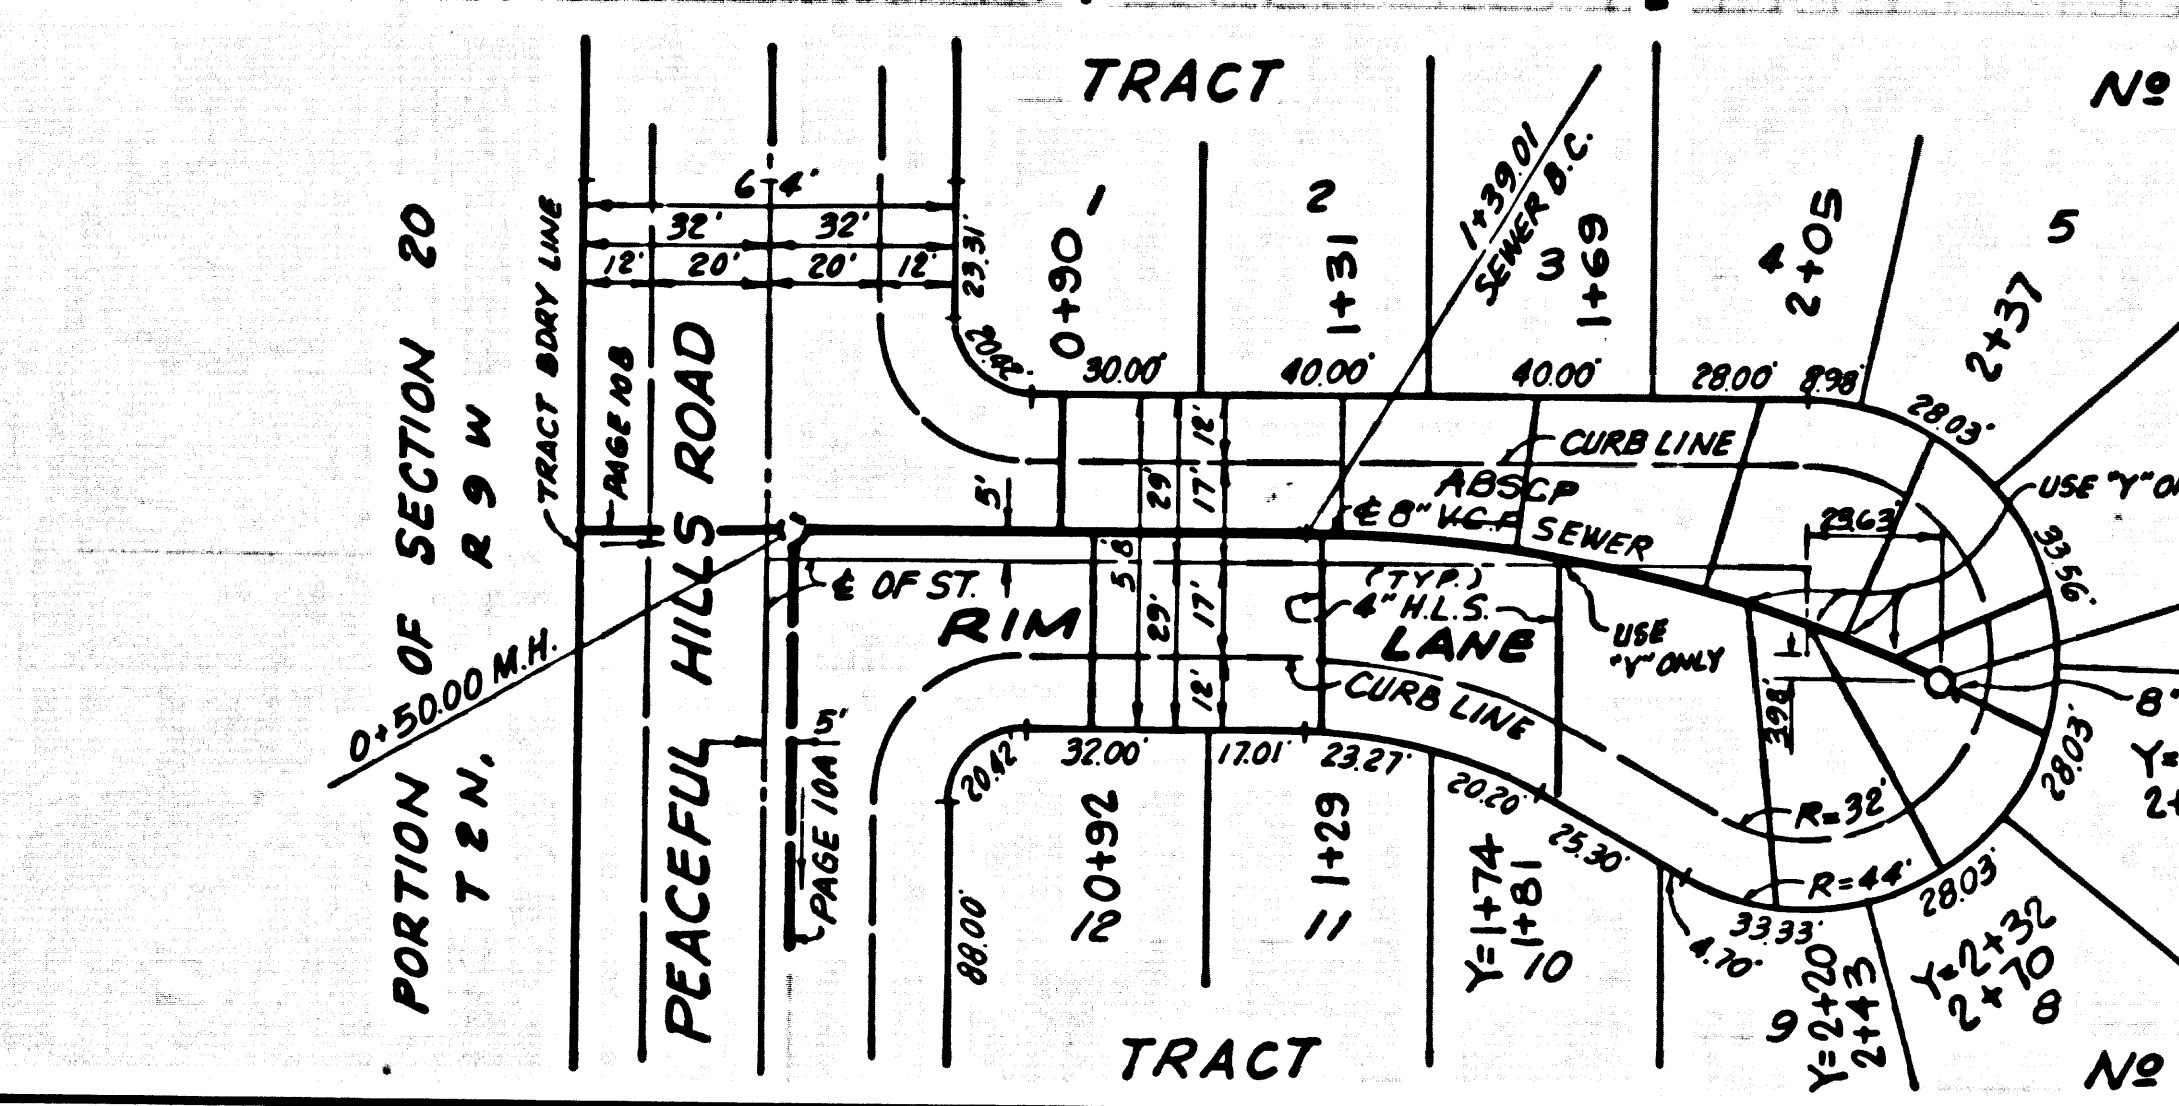 TRACT
Nº
6-4'
32' 32'
12' 20' 20' 12'
23.31'
20.42'
TRACT BDRY LINE
PAGE 10B
PORTION OF SECTION 20
T 2 N, R 9 W
PEACEFUL HILLS ROAD
0+50.00 M.H.
1
0+90
2
1+31
1+39.01
SEWER B.C.
3
1+69
4
2+05
5
2+37
30.00' 40.00' 40.00' 28.00' 8.98'
28.03'
33.56'
28.03'
28.03'
33.33'
4.70'
CURB LINE
ABSCP
℄ 8" V.C.P. SEWER
USE "Y" ON
29.63'
12'
29' 17'
5'
5.8'
29' 17'
12'
℄ OF ST.
RIM LANE
(TYP.)
4" H.L.S.
USE
"Y" ONLY
CURB LINE
3.98'
8"
Y=
2+
R=32'
R=44'
5'
PAGE 10A
20.42'
32.00' 17.01' 23.27' 20.20' 25.30'
88.00'
12
0+92
11
1+29
Y=1+74
1+81
10
9
Y=2+20
2+43
Y=2+32
2+70
8
TRACT
Nº